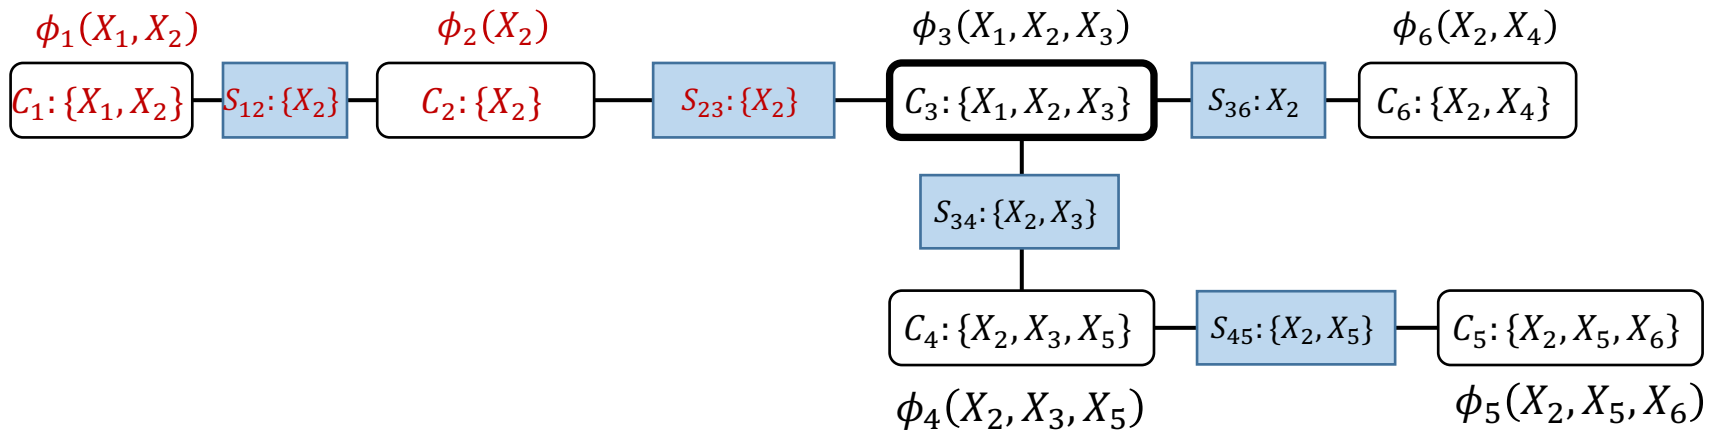 ϕ₁(X₁, X₂) ϕ₂(X₂) ϕ₃(X₁, X₂, X₃) ϕ₆(X₂, X₄)
C₁: {X₁, X₂} S₁₂: {X₂} C₂: {X₂} S₂₃: {X₂} C₃: {X₁, X₂, X₃} S₃₆: X₂ C₆: {X₂, X₄}
S₃₄: {X₂, X₃}
C₄: {X₂, X₃, X₅} S₄₅: {X₂, X₅} C₅: {X₂, X₅, X₆}
ϕ₄(X₂, X₃, X₅) ϕ₅(X₂, X₅, X₆)